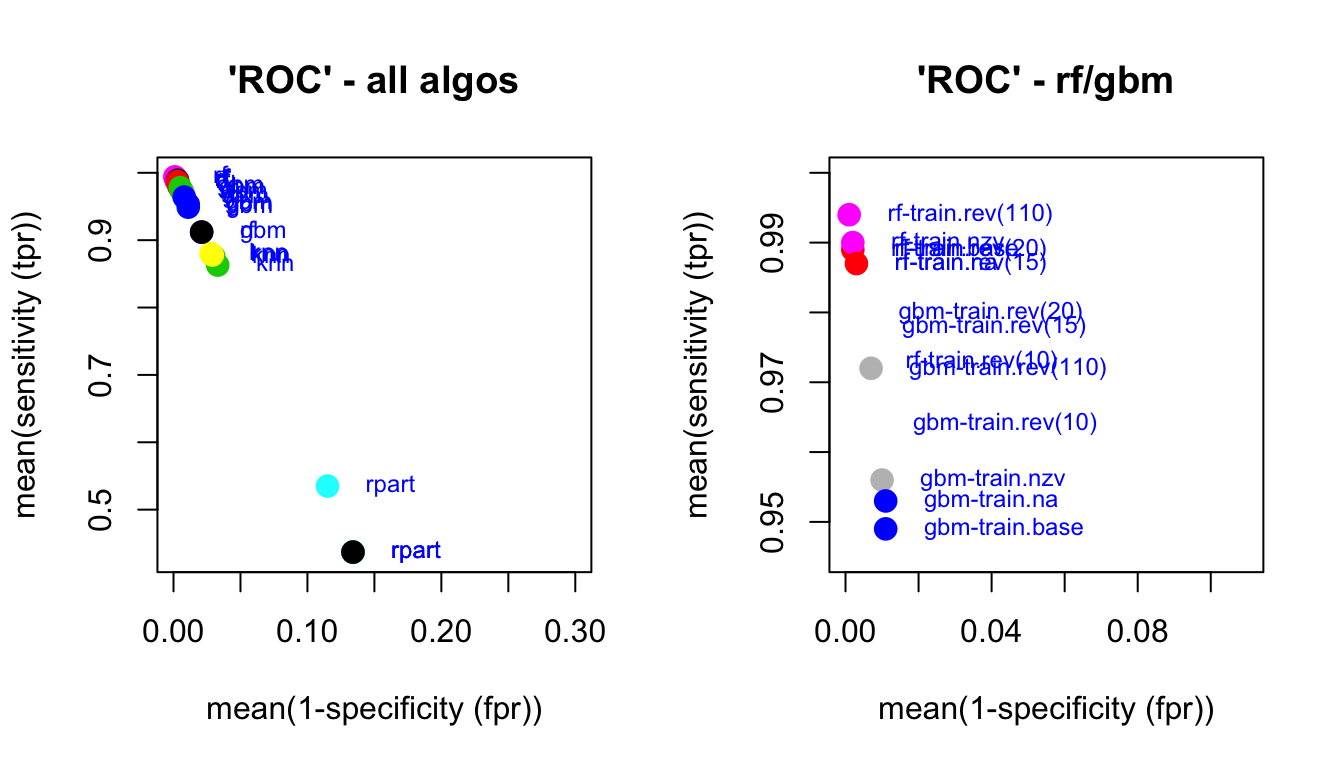 'ROC' - all algos
mean(sensitivity (tpr))
0.9
0.7
0.5
rf
gbm
gbm
gbm
knn
knn
rpart
rpart
0.00 0.10 0.20 0.30
mean(1-specificity (fpr))
'ROC' - rf/gbm
mean(sensitivity (tpr))
0.99
0.97
0.95
rf-train.rev(110)
rf-train.nzv
rf-train.base
rf-train.rev(20)
rf-train.na
rf-train.rev(15)
gbm-train.rev(20)
gbm-train.rev(15)
rf-train.rev(10)
gbm-train.rev(110)
gbm-train.rev(10)
gbm-train.nzv
gbm-train.na
gbm-train.base
0.00 0.04 0.08
mean(1-specificity (fpr))